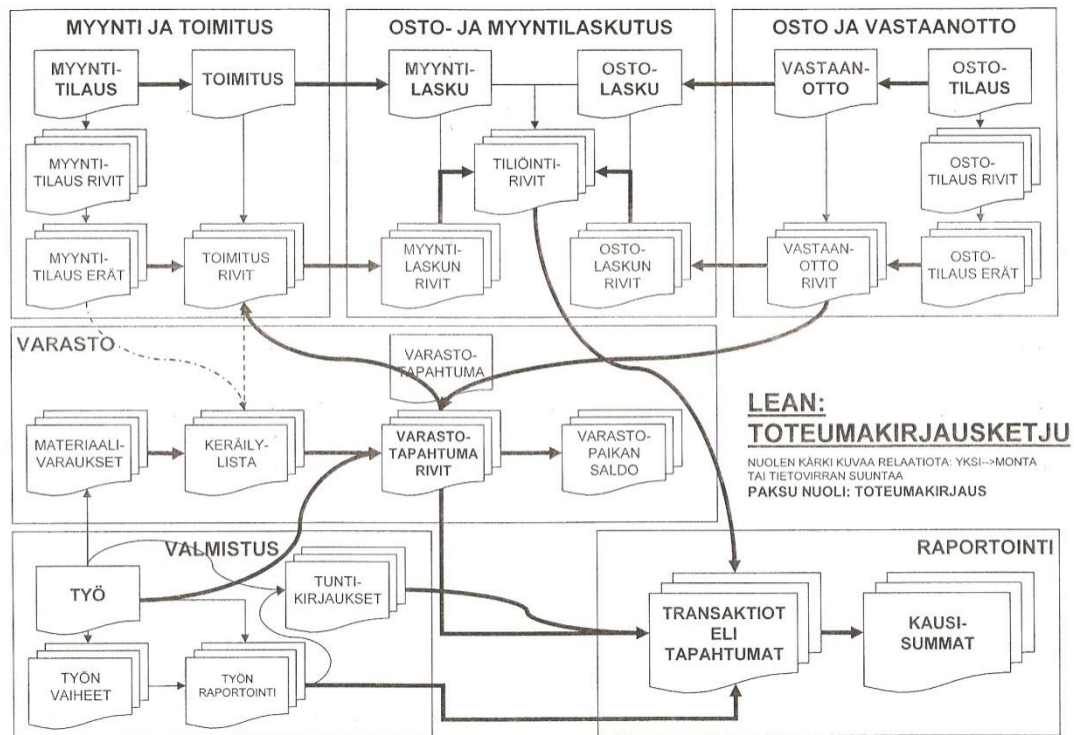 MYYNTI JA TOIMITUS
MYYNTI-
TILAUS
TOIMITUS
MYYNTI-
TILAUS RIVIT
MYYNTI-
TILAUS ERÄT
TOIMITUS
RIVIT
OSTO- JA MYYNTILASKUTUS
MYYNTI-
LASKU
OSTO-
LASKU
TILIÖINTI-
RIVIT
MYYNTI-
LASKUN
RIVIT
OSTO-
LASKUN
RIVIT
OSTO JA VASTAANOTTO
VASTAAN-
OTTO
OSTO-
TILAUS
OSTO-
TILAUS RIVIT
VASTAAN-
OTTO
RIVIT
OSTO-
TILAUS ERÄT
VARASTO
VARASTO-
TAPAHTUMA
MATERIAALI-
VARAUKSET
KERÄILY-
LISTA
VARASTO-
TAPAHTUMA
RIVIT
VARASTO-
PAIKAN
SALDO
LEAN:
TOTEUMAKIRJAUSKETJU
NUOLEN KÄRKI KUVAA RELAATIOTA: YKSI-->MONTA
TAI TIETOVIRRAN SUUNTAA
PAKSU NUOLI: TOTEUMAKIRJAUS
VALMISTUS
TYÖ
TUNTI-
KIRJAUKSET
TYÖN
VAIHEET
TYÖN
RAPORTOINTI
RAPORTOINTI
TRANSAKTIOT
ELI
TAPAHTUMAT
KAUSI-
SUMMAT